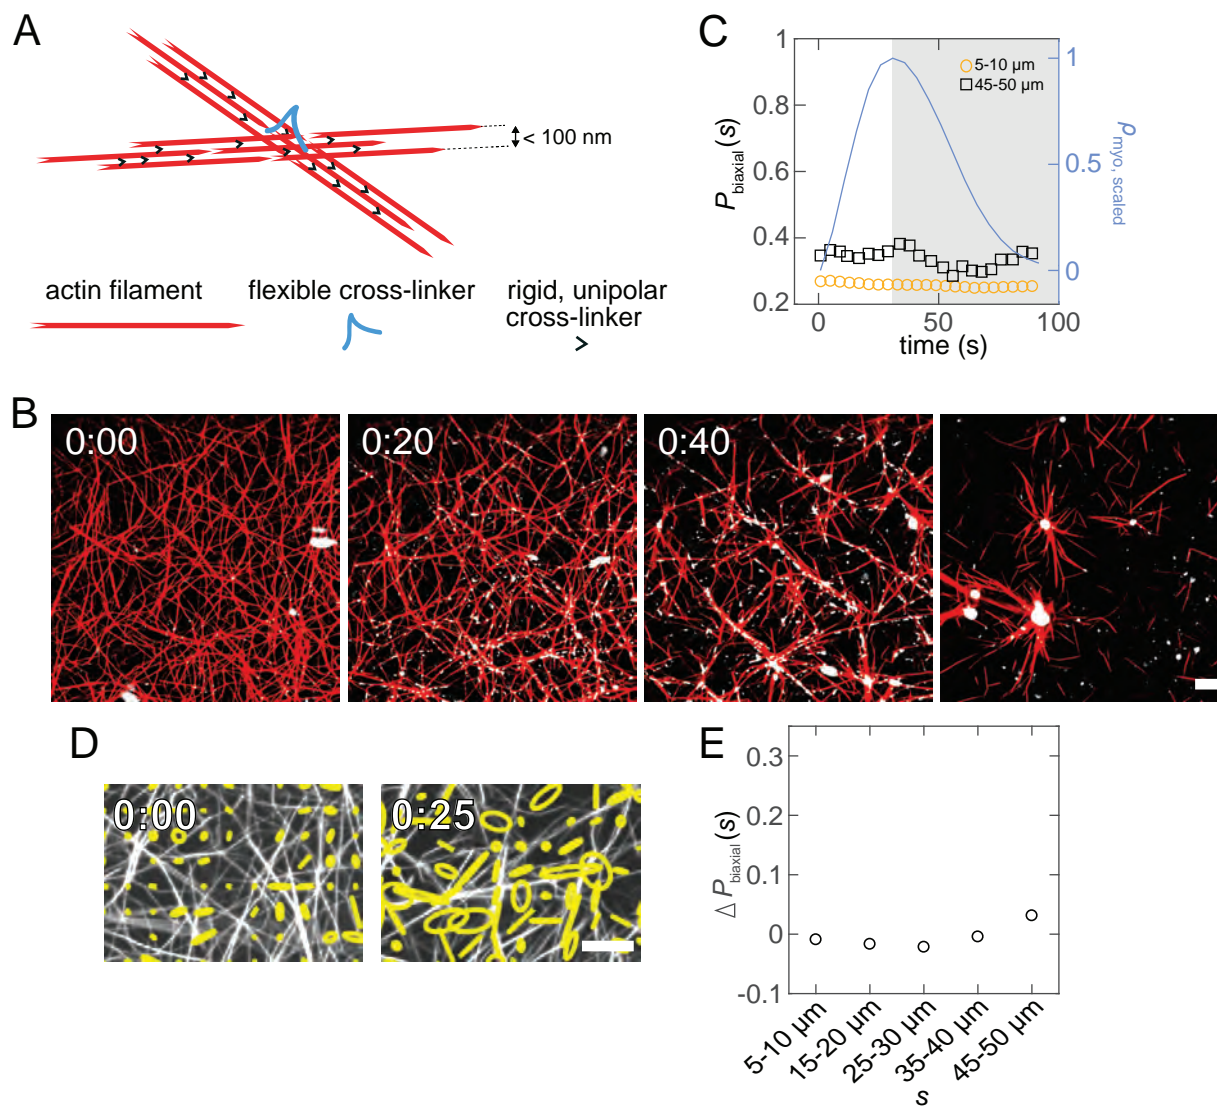 A
< 100 nm
actin filament
flexible cross-linker
rigid, unipolar
cross-linker
C
1
0.8
0.6
0.4
0.2
P biaxial (s)
5-10 µm
45-50 µm
1
0.5
0
ρ myo, scaled
0
50
100
time (s)
B
0:00
0:20
0:40
D
0:00
0:25
E
0.3
0.2
0.1
0
-0.1
△ P biaxial (s)
5-10 µm
15-20 µm
25-30 µm
35-40 µm
45-50 µm
s